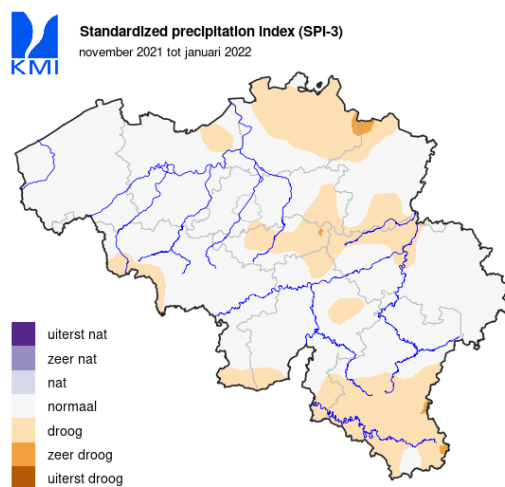 Standardized precipitation index (SPI-3)
november 2021 tot januari 2022
KMI
uiterst nat
zeer nat
nat
normaal
droog
zeer droog
uiterst droog